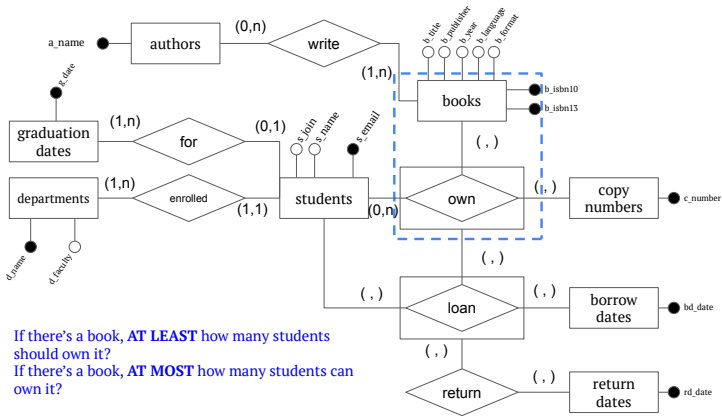 b_title
b_publisher
b_year
b_language
b_format
a_name
authors
(0,n)
write
(1,n)
books
b_isbn10
b_isbn13
g_date
graduation
dates
(1,n)
for
(0,1)
s_join
s_name
s_email
( , )
departments
(1,n)
enrolled
(1,1)
students
(0,n)
own
( , )
copy
numbers
c_number
d_name
d_faculty
( , )
( , )
loan
( , )
borrow
dates
bd_date
( , )
return
( , )
return
dates
rd_date
If there's a book, AT LEAST how many students
should own it?
If there's a book, AT MOST how many students can
own it?